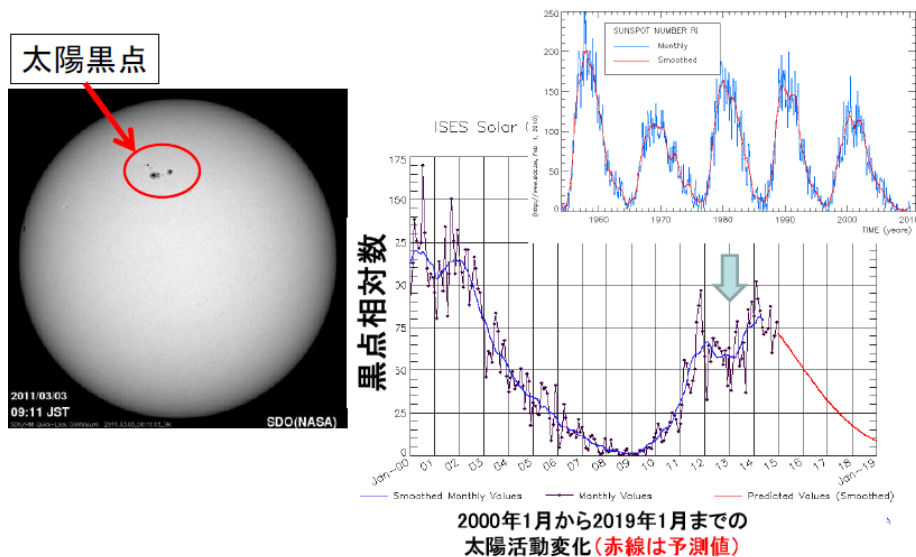 太陽黒点
2011/03/03
09:11 JST
SDO(NASA)
SUNSPOT NUMBER RI
Monthly
Smoothed
250
200
150
100
50
0
1960
1970
1980
1990
2000
2010
TIME (years)
ISES Solar
黒点相対数
175
150
125
100
75
50
25
0
Jan-00
01
02
03
04
05
06
07
08
09
10
11
12
13
14
15
16
17
18
Jan-19
Smoothed Monthly Values
Monthly Values
Predicted Values (Smoothed)
2000年1月から2019年1月までの
太陽活動変化(赤線は予測値)